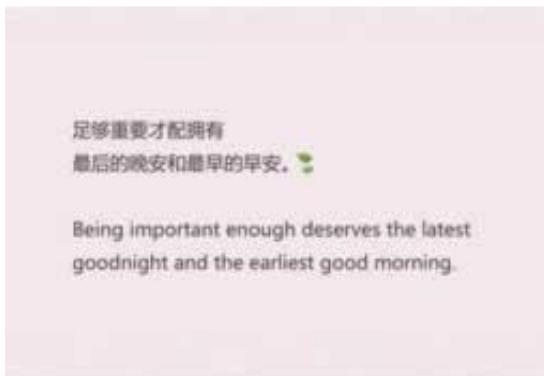 足够重要才配拥有
最后的晚安和最早的早安。🌱
Being important enough deserves the latest
goodnight and the earliest good morning.